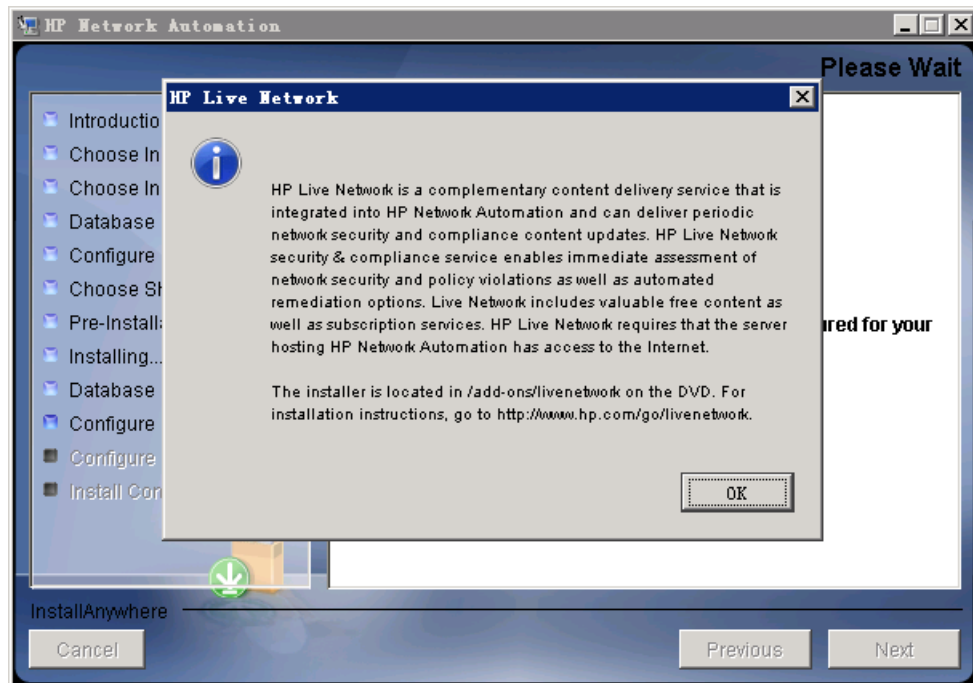 HP Network Automation
Please Wait
HP Live Network
Introductio
Choose In
Choose In
Database
Configure
Choose Sh
Pre-Install
Installing...
Database
Configure
Configure
Install Con
HP Live Network is a complementary content delivery service that is
integrated into HP Network Automation and can deliver periodic
network security and compliance content updates. HP Live Network
security & compliance service enables immediate assessment of
network security and policy violations as well as automated
remediation options. Live Network includes valuable free content as
well as subscription services. HP Live Network requires that the server
hosting HP Network Automation has access to the Internet.
The installer is located in /add-ons/livenetwork on the DVD. For
installation instructions, go to http://www.hp.com/go/livenetwork.
OK
ired for your
InstallAnywhere
Cancel
Previous
Next